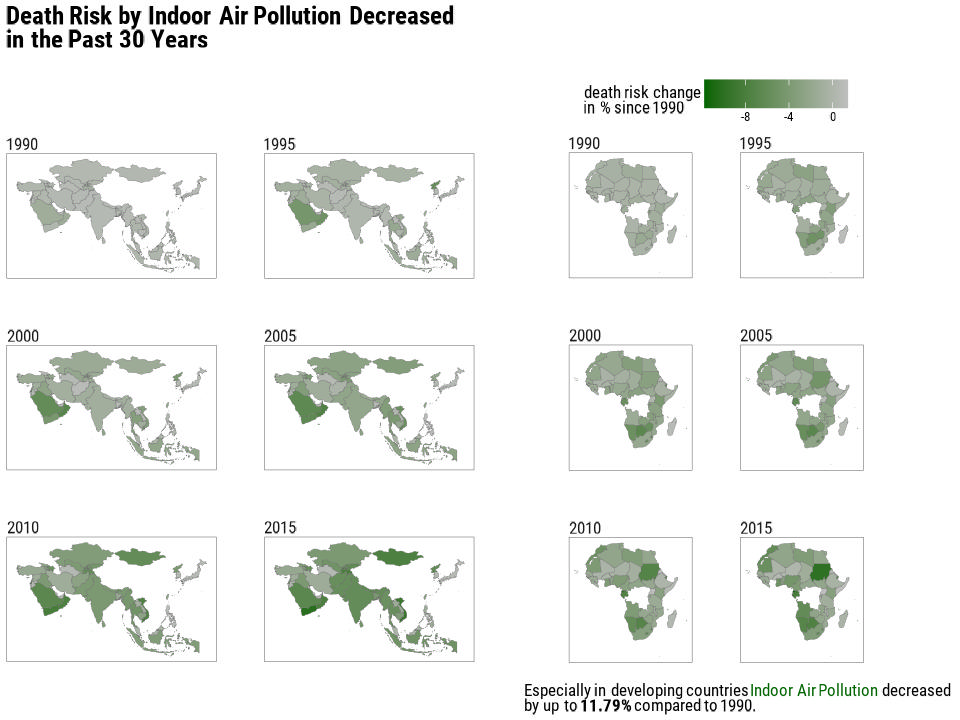 Death Risk by Indoor Air Pollution Decreased
in the Past 30 Years
death risk change
in % since 1990
-8 -4 0
1990 1995 1990 1995
2000 2005 2000 2005
2010 2015 2010 2015
Especially in developing countries Indoor Air Pollution decreased
by up to 11.79% compared to 1990.